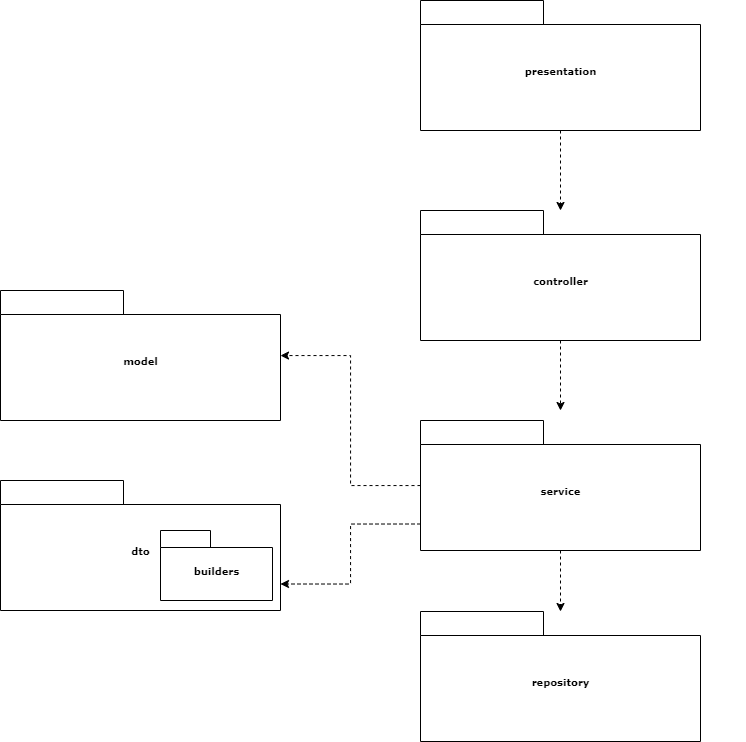 presentation
controller
model
service
dto
builders
repository